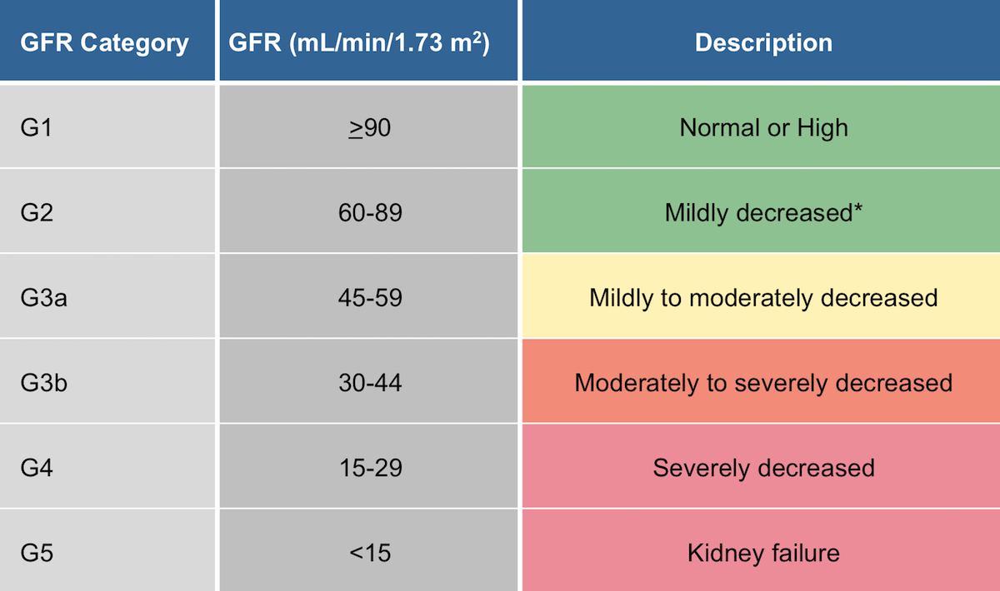 GFR Category GFR (mL/min/1.73 m²) Description
G1 ≥90 Normal or High
G2 60-89 Mildly decreased*
G3a 45-59 Mildly to moderately decreased
G3b 30-44 Moderately to severely decreased
G4 15-29 Severely decreased
G5 <15 Kidney failure